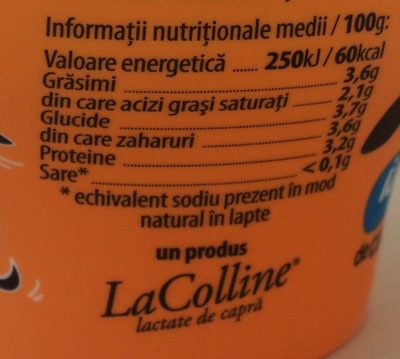 Informații nutriționale medii / 100g:
Valoare energetică ...... 250kJ / 60kcal
Grăsimi ........ 3,6g
din care acizi grași saturați ........ 2,1g
Glucide ........ 3,7g
din care zaharuri ........ 3,6g
Proteine ........ 3,2g
Sare* ........ < 0,1g
* echivalent sodiu prezent în mod
natural în lapte
un produs
LaColline®
lactate de capră